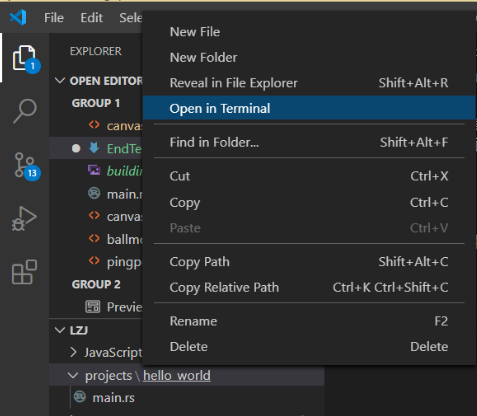 File Edit Sele
EXPLORER
1
OPEN EDITOR
GROUP 1
canvas
EndTe
buildin
main.r
canvas
ballmo
pingp
GROUP 2
Previe
13
LZJ
JavaScript
projects \ hello_world
main.rs
New File
New Folder
Reveal in File Explorer Shift+Alt+R
Open in Terminal
Find in Folder... Shift+Alt+F
Cut Ctrl+X
Copy Ctrl+C
Paste Ctrl+V
Copy Path Shift+Alt+C
Copy Relative Path Ctrl+K Ctrl+Shift+C
Rename F2
Delete Delete